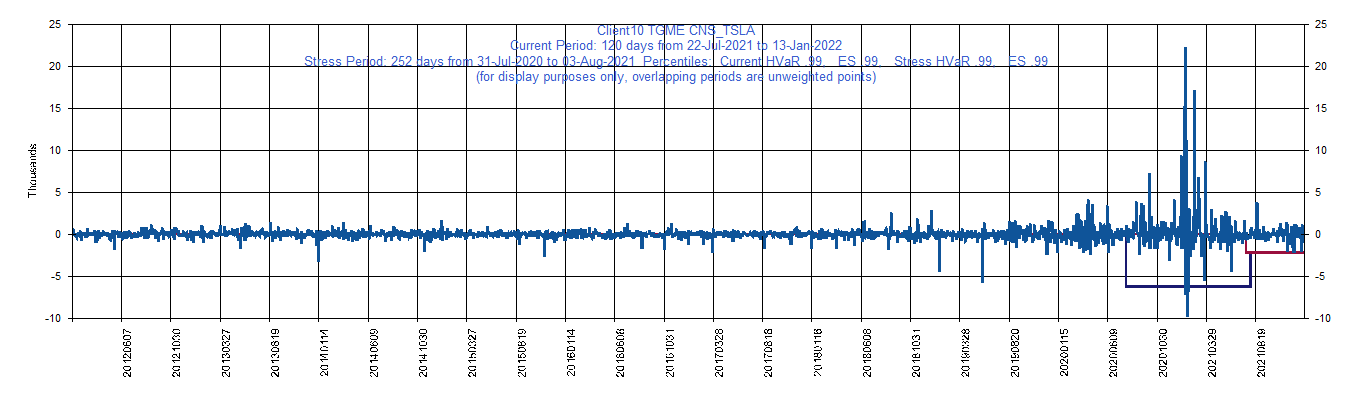 Client10 TGME CNS_TSLA
Current Period: 120 days from 22-Jul-2021 to 13-Jan-2022
Stress Period: 252 days from 31-Jul-2020 to 03-Aug-2021 Percentiles: Current HVaR .99, ES .99, Stress HVaR .99, ES .99
(for display purposes only, overlapping periods are unweighted points)
Thousands
25 25
20 20
15 15
10 10
5 5
0 0
-5 -5
-10 -10
20120607 20121030 20130327 20130819 20140114 20140609 20141030 20150327 20150819 20160114 20160608 20161031 20170328 20170818 20180116 20180608 20181031 20190328 20190820 20200115 20200609 20201030 20210329 20210819